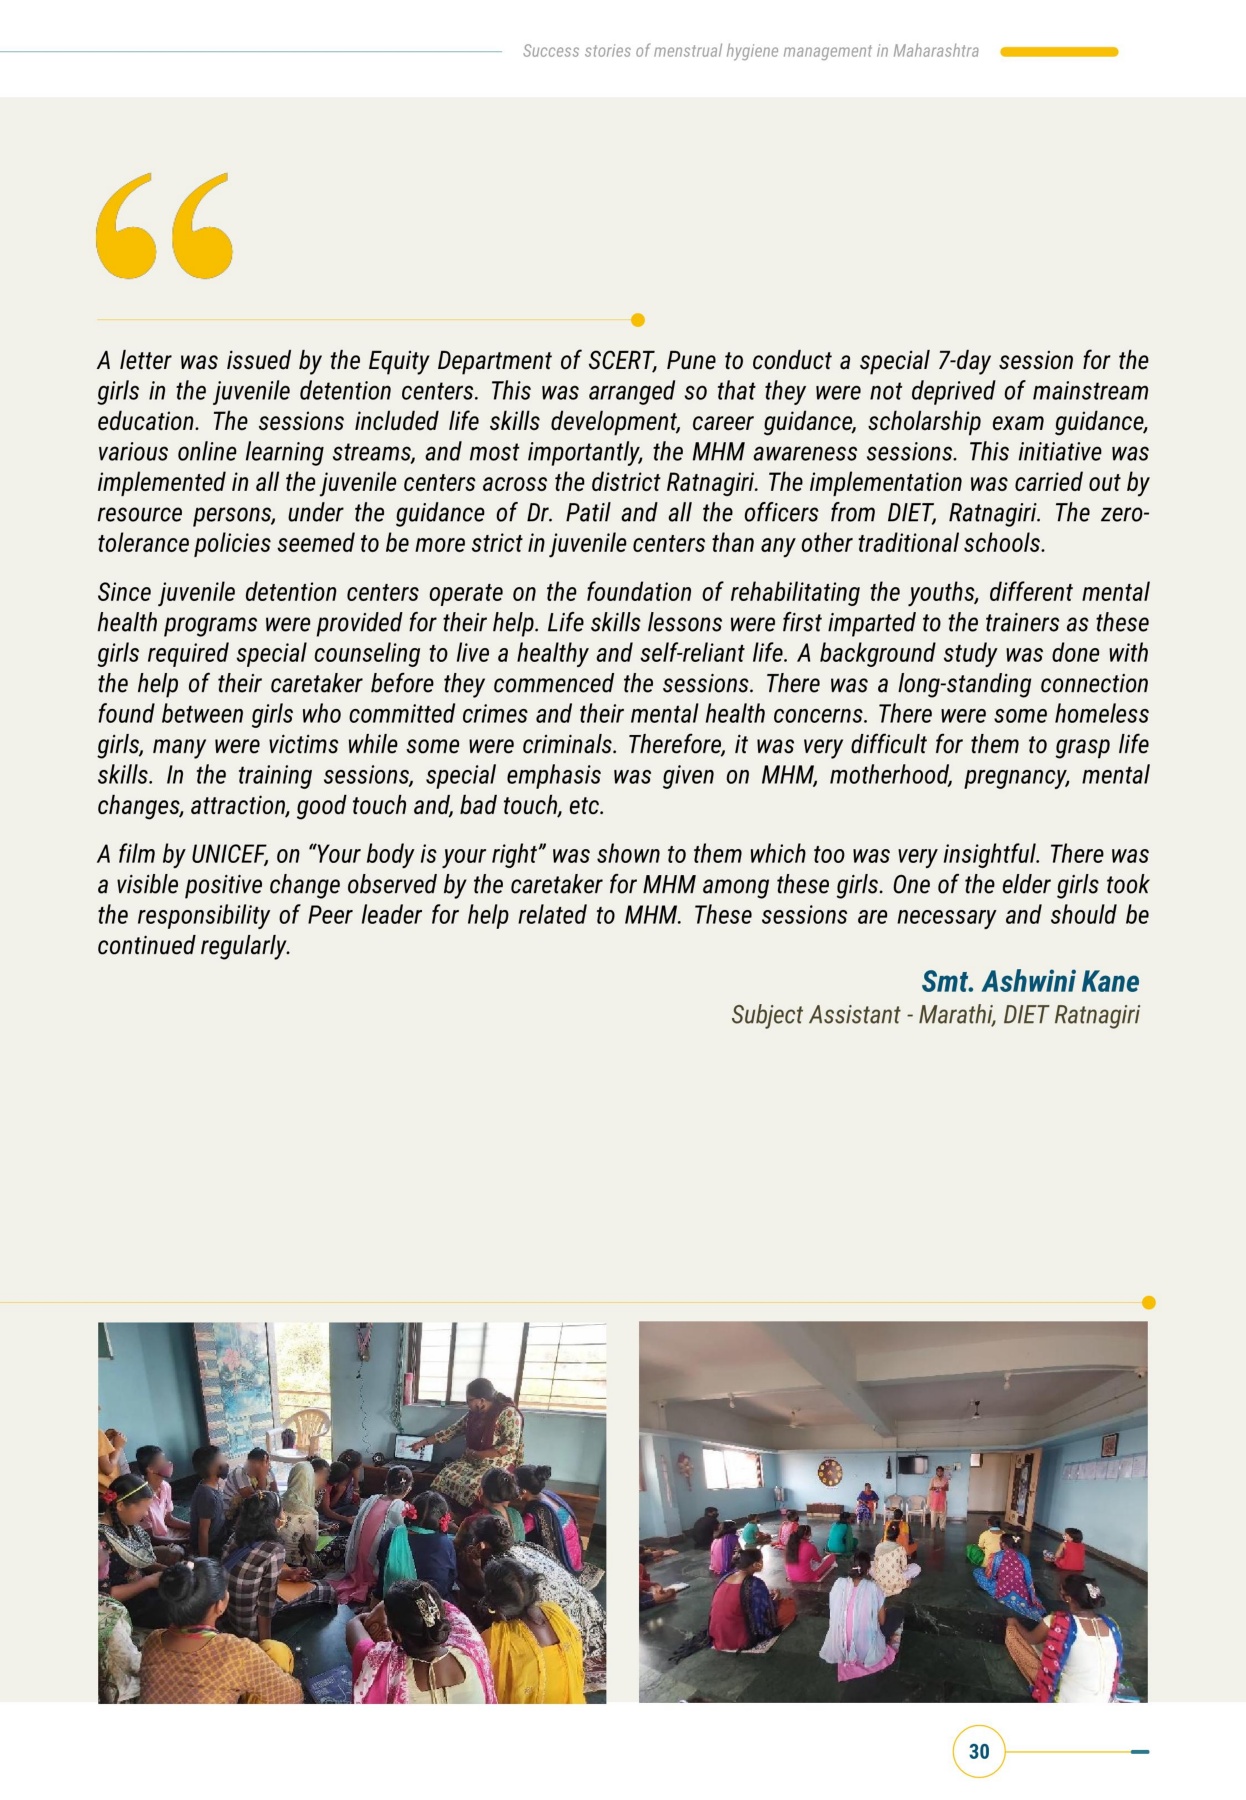 Success stories of menstrual hygiene management in Maharashtra
A letter was issued by the Equity Department of SCERT, Pune to conduct a special 7-day session for the
girls in the juvenile detention centers. This was arranged so that they were not deprived of mainstream
education. The sessions included life skills development, career guidance, scholarship exam guidance,
various online learning streams, and most importantly, the MHM awareness sessions. This initiative was
implemented in all the juvenile centers across the district Ratnagiri. The implementation was carried out by
resource persons, under the guidance of Dr. Patil and all the officers from DIET, Ratnagiri. The zero-
tolerance policies seemed to be more strict in juvenile centers than any other traditional schools.
Since juvenile detention centers operate on the foundation of rehabilitating the youths, different mental
health programs were provided for their help. Life skills lessons were first imparted to the trainers as these
girls required special counseling to live a healthy and self-reliant life. A background study was done with
the help of their caretaker before they commenced the sessions. There was a long-standing connection
found between girls who committed crimes and their mental health concerns. There were some homeless
girls, many were victims while some were criminals. Therefore, it was very difficult for them to grasp life
skills. In the training sessions, special emphasis was given on MHM, motherhood, pregnancy, mental
changes, attraction, good touch and, bad touch, etc.
A film by UNICEF, on “Your body is your right” was shown to them which too was very insightful. There was
a visible positive change observed by the caretaker for MHM among these girls. One of the elder girls took
the responsibility of Peer leader for help related to MHM. These sessions are necessary and should be
continued regularly.
Smt. Ashwini Kane
Subject Assistant - Marathi, DIET Ratnagiri
30